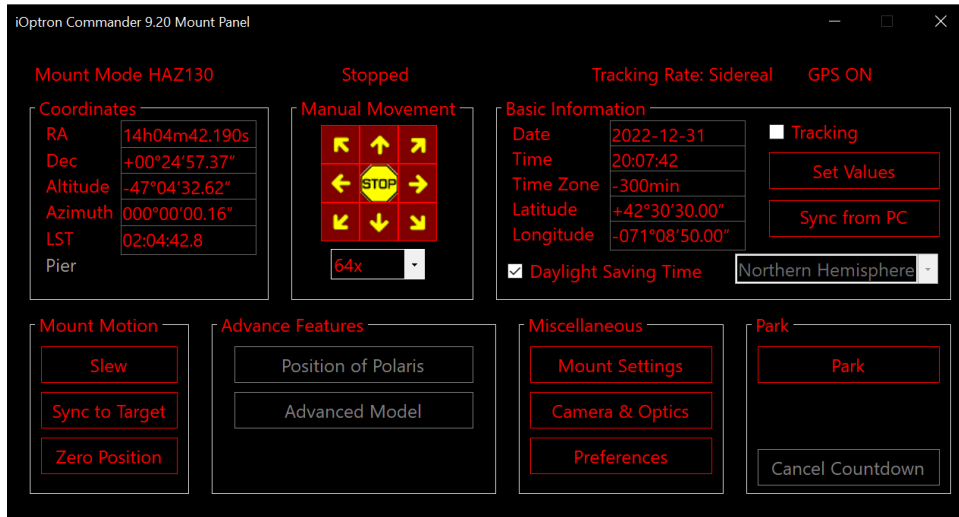 iOptron Commander 9.20 Mount Panel
Mount Mode HAZ130 Stopped Tracking Rate: Sidereal GPS ON
Coordinates
RA 14h04m42.190s
Dec +00°24'57.37"
Altitude -47°04'32.62"
Azimuth 000°00'00.16"
LST 02:04:42.8
Pier
Manual Movement
STOP
64x
Basic Information
Date 2022-12-31
Time 20:07:42
Time Zone -300min
Latitude +42°30'30.00"
Longitude -071°08'50.00"
Tracking
Set Values
Sync from PC
Daylight Saving Time Northern Hemisphere
Mount Motion
Slew
Sync to Target
Zero Position
Advance Features
Position of Polaris
Advanced Model
Miscellaneous
Mount Settings
Camera & Optics
Preferences
Park
Park
Cancel Countdown